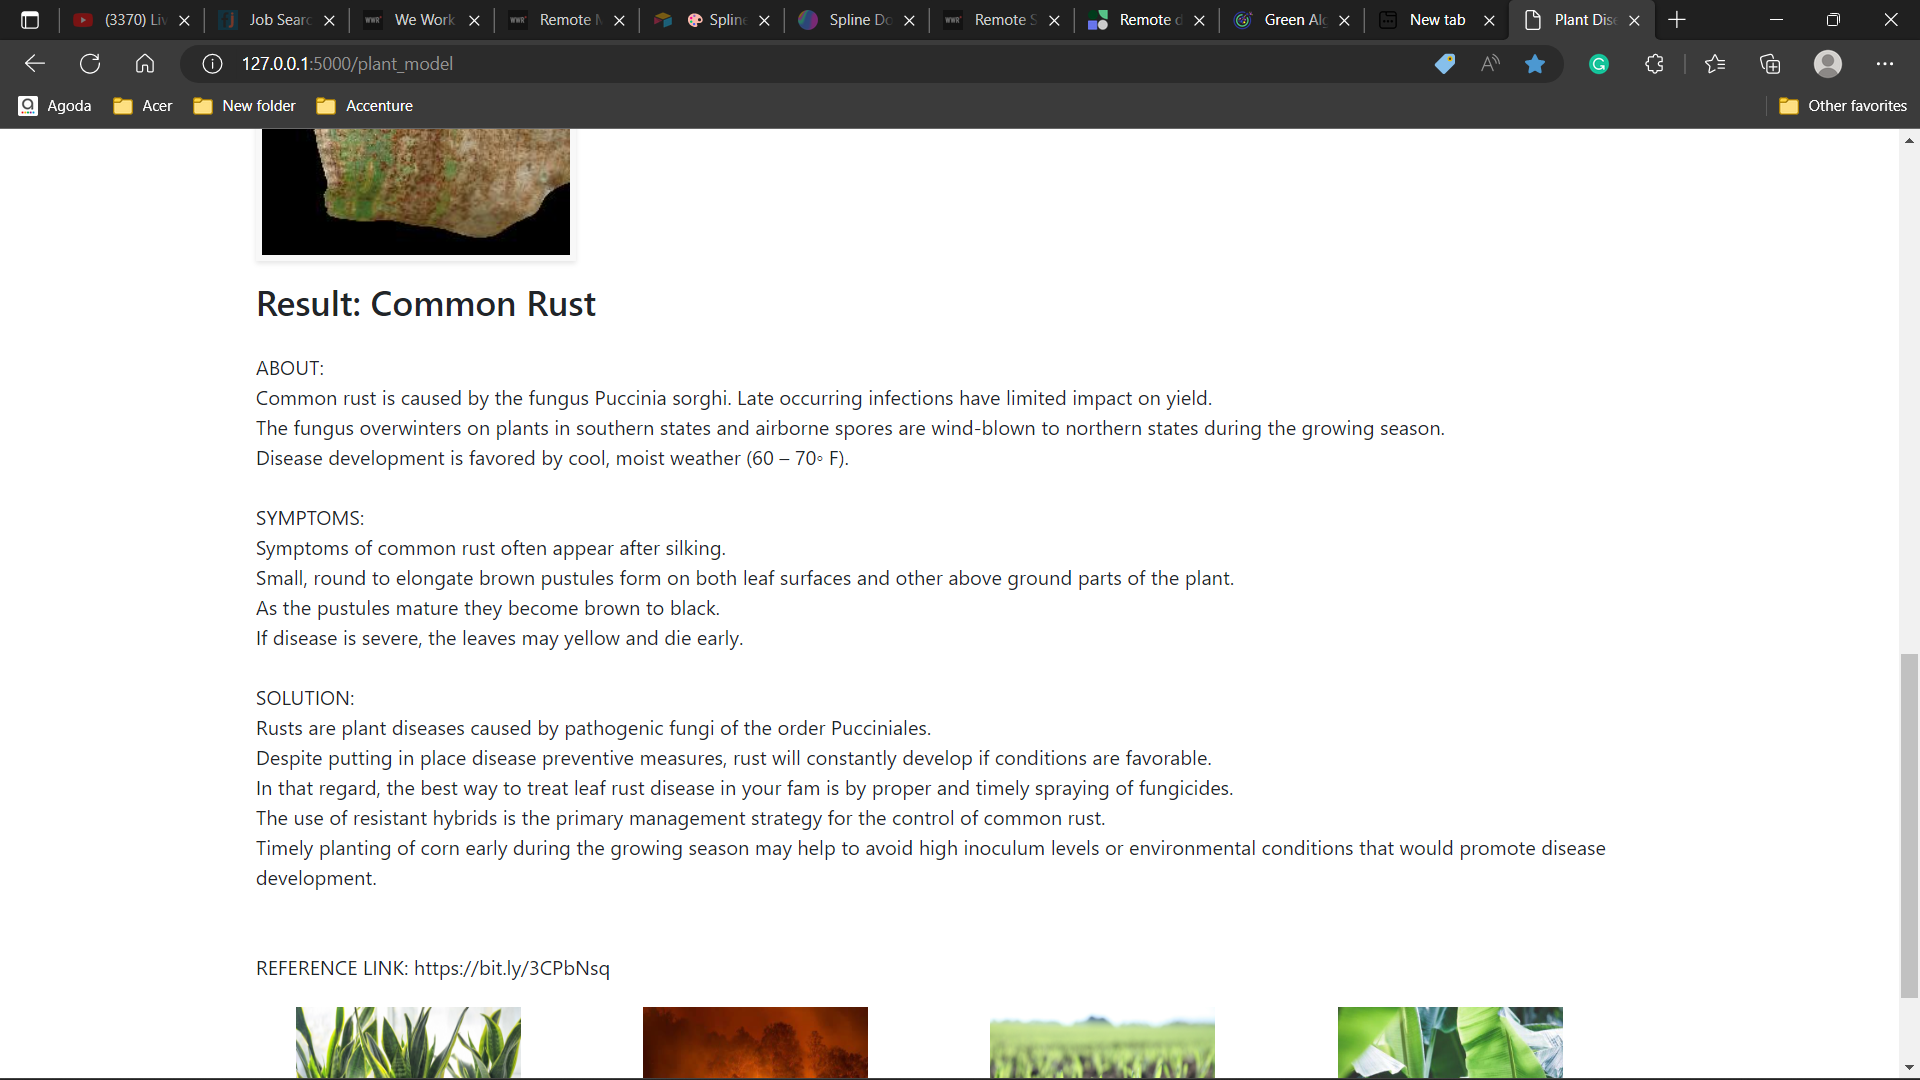 (3370) Liv
Job Searc
We Work
Remote M
Spline
Spline Do
Remote S
Remote d
Green Alg
New tab
Plant Dise
127.0.0.1:5000/plant_model
Agoda
Acer
New folder
Accenture
Other favorites
Result: Common Rust
ABOUT:
Common rust is caused by the fungus Puccinia sorghi. Late occurring infections have limited impact on yield.
The fungus overwinters on plants in southern states and airborne spores are wind-blown to northern states during the growing season.
Disease development is favored by cool, moist weather (60 – 70◦ F).
SYMPTOMS:
Symptoms of common rust often appear after silking.
Small, round to elongate brown pustules form on both leaf surfaces and other above ground parts of the plant.
As the pustules mature they become brown to black.
If disease is severe, the leaves may yellow and die early.
SOLUTION:
Rusts are plant diseases caused by pathogenic fungi of the order Pucciniales.
Despite putting in place disease preventive measures, rust will constantly develop if conditions are favorable.
In that regard, the best way to treat leaf rust disease in your fam is by proper and timely spraying of fungicides.
The use of resistant hybrids is the primary management strategy for the control of common rust.
Timely planting of corn early during the growing season may help to avoid high inoculum levels or environmental conditions that would promote disease
development.
REFERENCE LINK: https://bit.ly/3CPbNsq